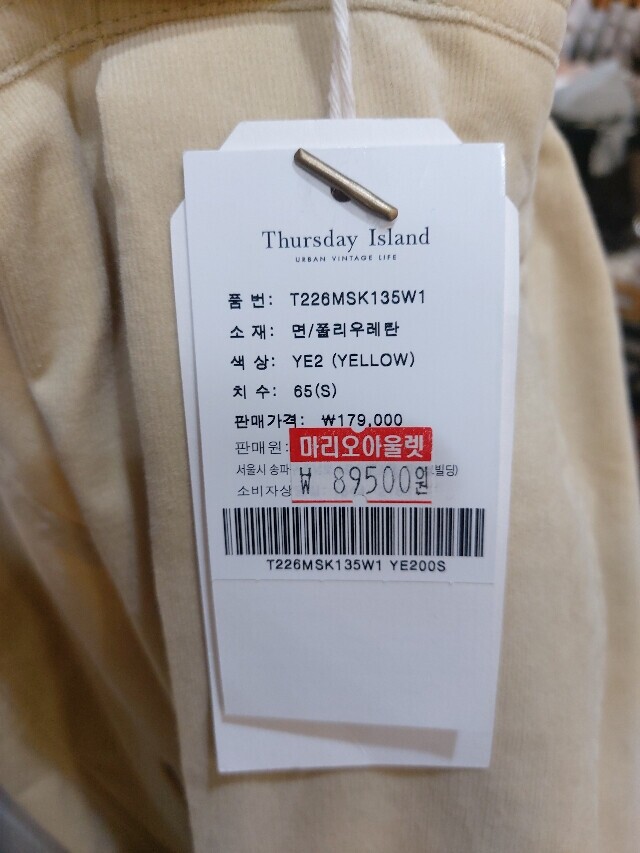 Thursday Island
URBAN VINTAGE LIFE
품 번: T226MSK135W1
소 재: 면/폴리우레탄
색 상: YE2 (YELLOW)
치 수: 65(S)
판매가격: ₩179,000
판매원: 마리오아울렛
서울시 송파 빌딩)
소비자상 ₩ 89500원
T226MSK135W1 YE200S